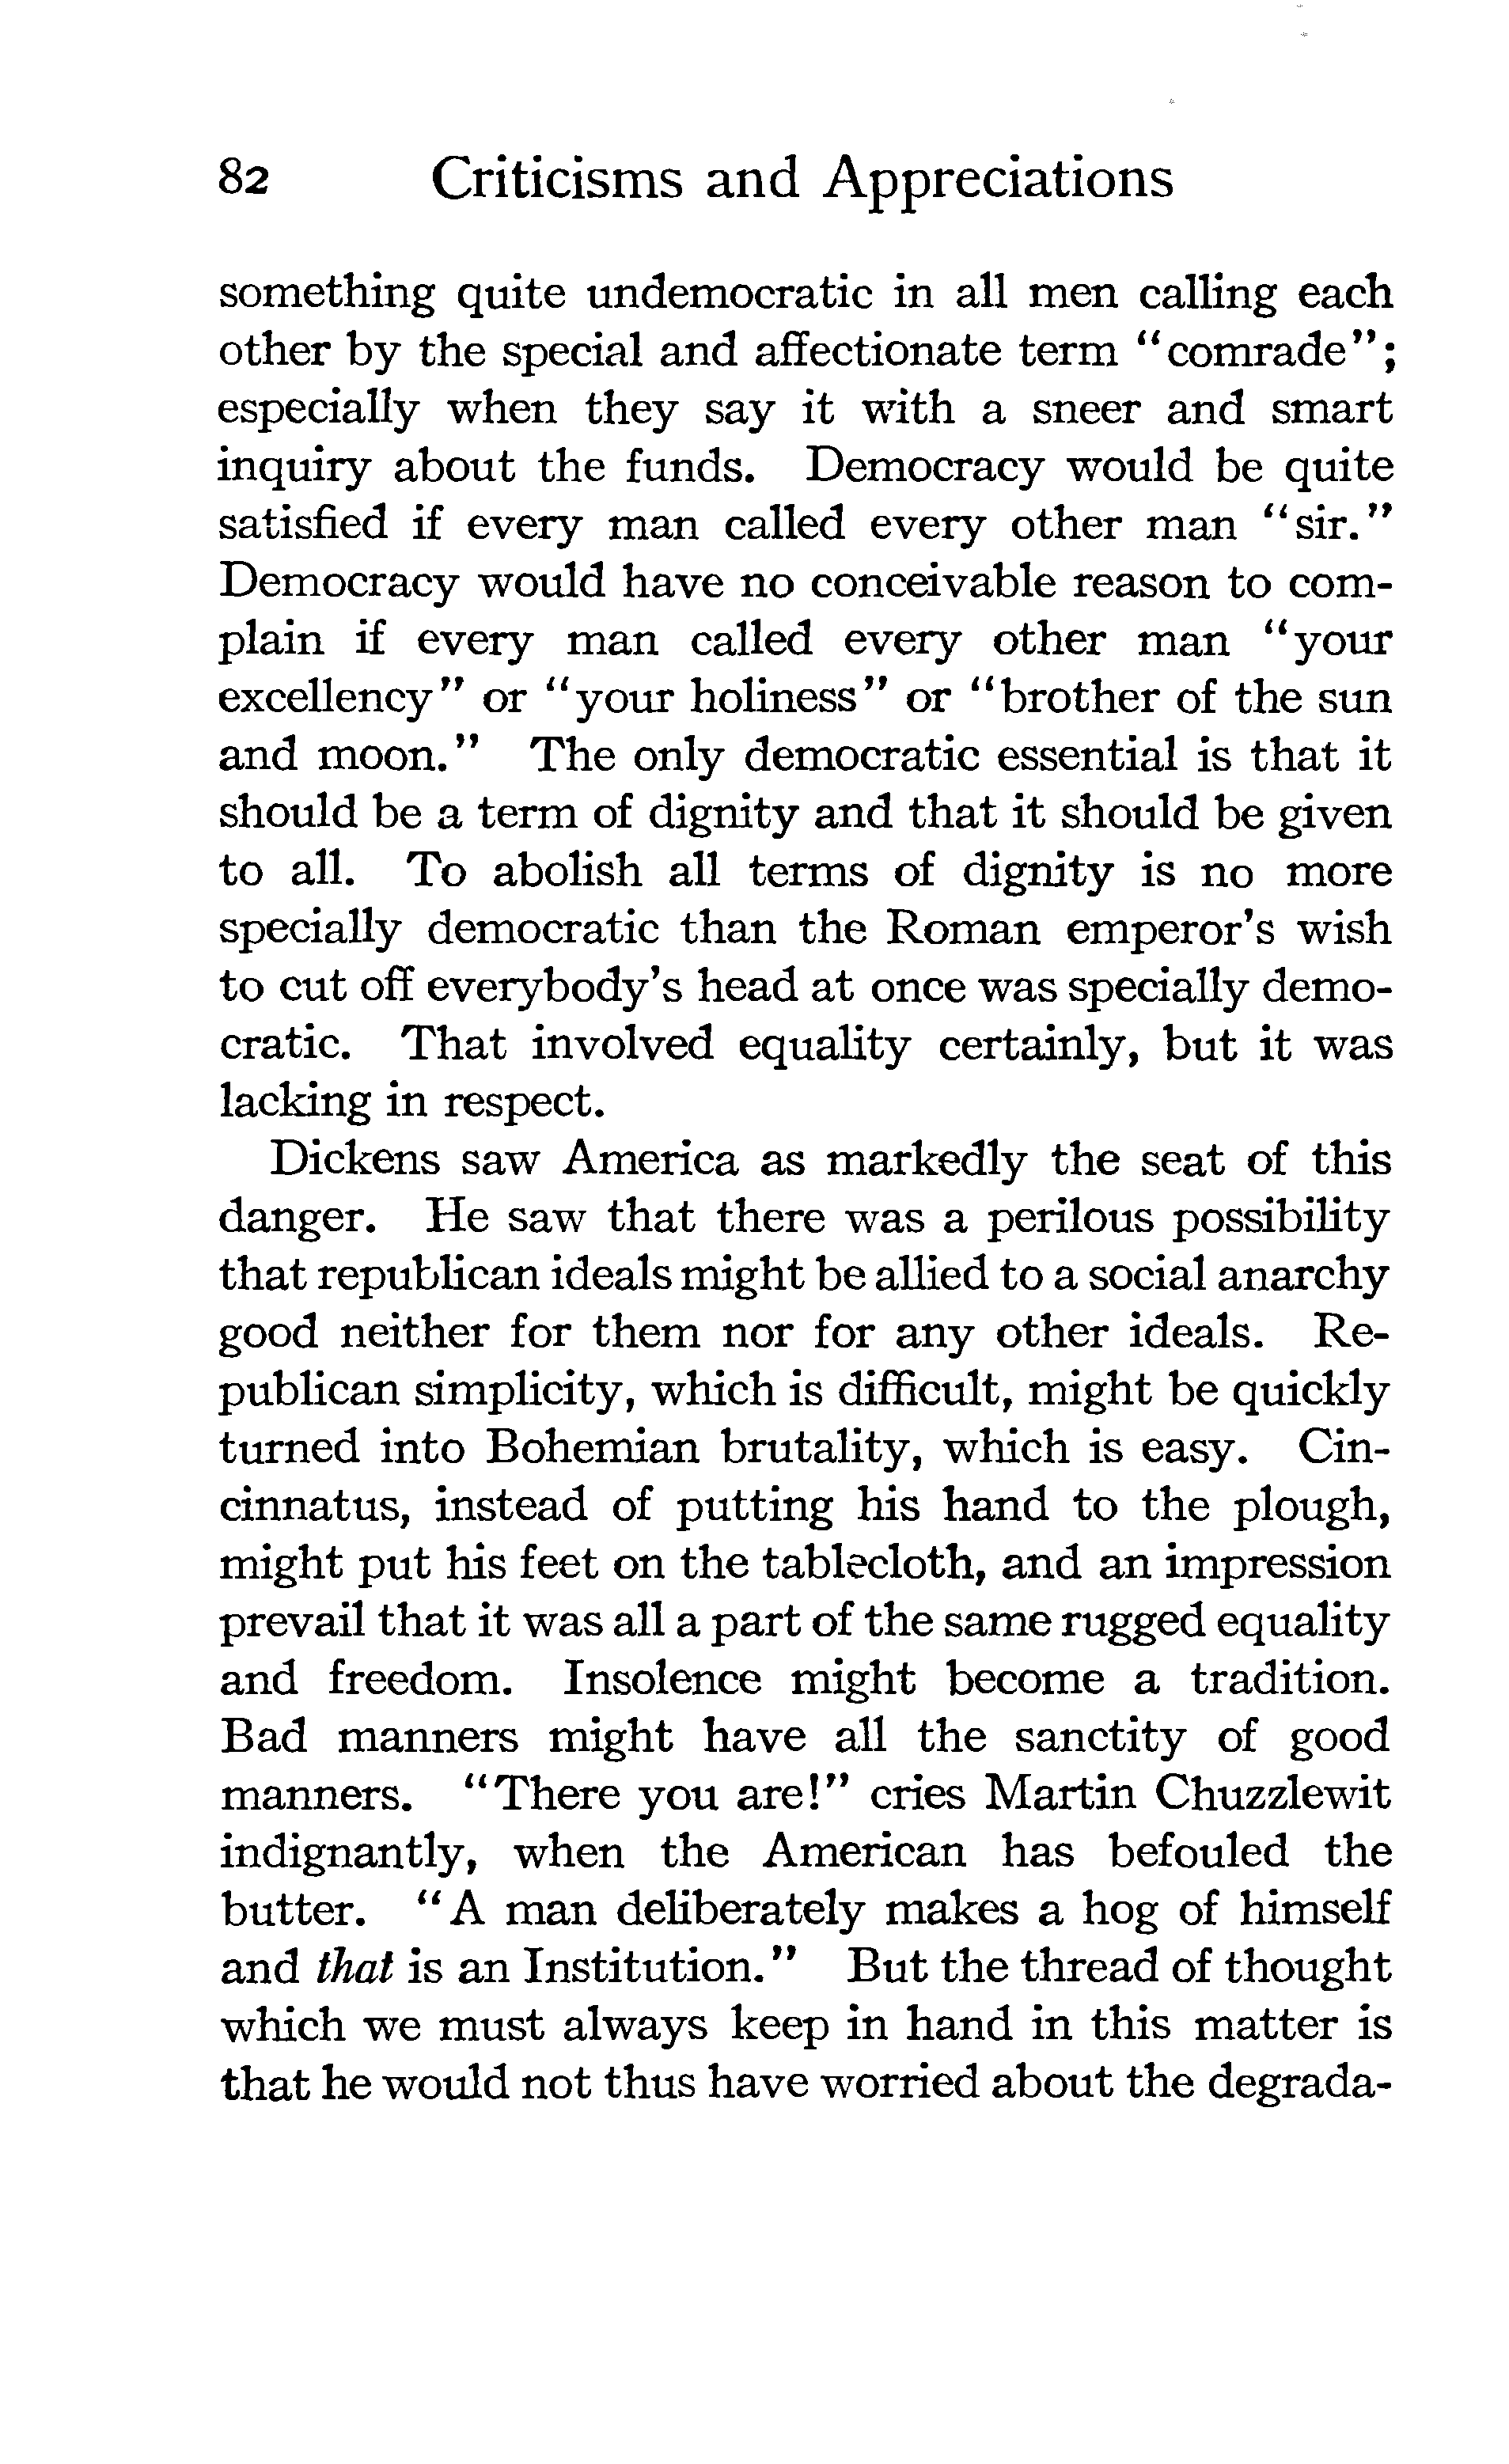 82 Criticisms and Appreciations
something quite undemocratic in all men calling each
other by the special and affectionate term "comrade";
especially when they say it with a sneer and smart
inquiry about the funds. Democracy would be quite
satisfied if every man called every other man "sir."
Democracy would have no conceivable reason to com-
plain if every man called every other man "your
excellency" or "your holiness" or "brother of the sun
and moon." The only democratic essential is that it
should be a term of dignity and that it should be given
to all. To abolish all terms of dignity is no more
specially democratic than the Roman emperor's wish
to cut off everybody's head at once was specially demo-
cratic. That involved equality certainly, but it was
lacking in respect.
Dickens saw America as markedly the seat of this
danger. He saw that there was a perilous possibility
that republican ideals might be allied to a social anarchy
good neither for them nor for any other ideals. Re-
publican simplicity, which is difficult, might be quickly
turned into Bohemian brutality, which is easy. Cin-
cinnatus, instead of putting his hand to the plough,
might put his feet on the tablecloth, and an impression
prevail that it was all a part of the same rugged equality
and freedom. Insolence might become a tradition.
Bad manners might have all the sanctity of good
manners. "There you are!" cries Martin Chuzzlewit
indignantly, when the American has befouled the
butter. "A man deliberately makes a hog of himself
and that is an Institution." But the thread of thought
which we must always keep in hand in this matter is
that he would not thus have worried about the degrada-